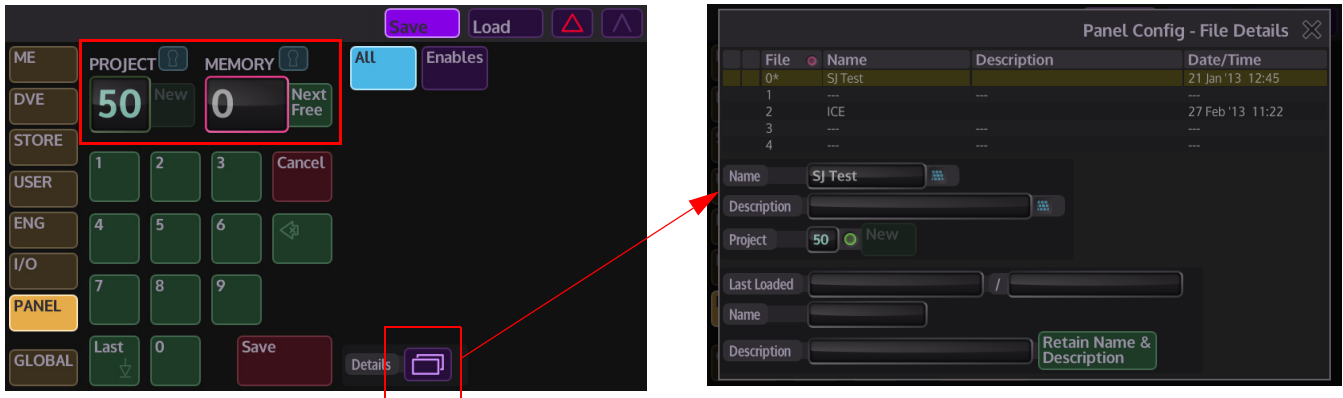 Save Load
ME PROJECT MEMORY All Enables
50 New 0 Next Free
DVE
STORE
1 2 3 Cancel
USER
ENG 4 5 6
I/O
7 8 9
PANEL
GLOBAL Last 0 Save Details
Panel Config - File Details
File Name Description Date/Time
0* SJ Test 21 Jan '13 12:45
1 --- --- ---
2 ICE 27 Feb '13 11:22
3 --- --- ---
4 --- --- ---
Name SJ Test
Description
Project 50 New
Last Loaded /
Name
Description Retain Name & Description